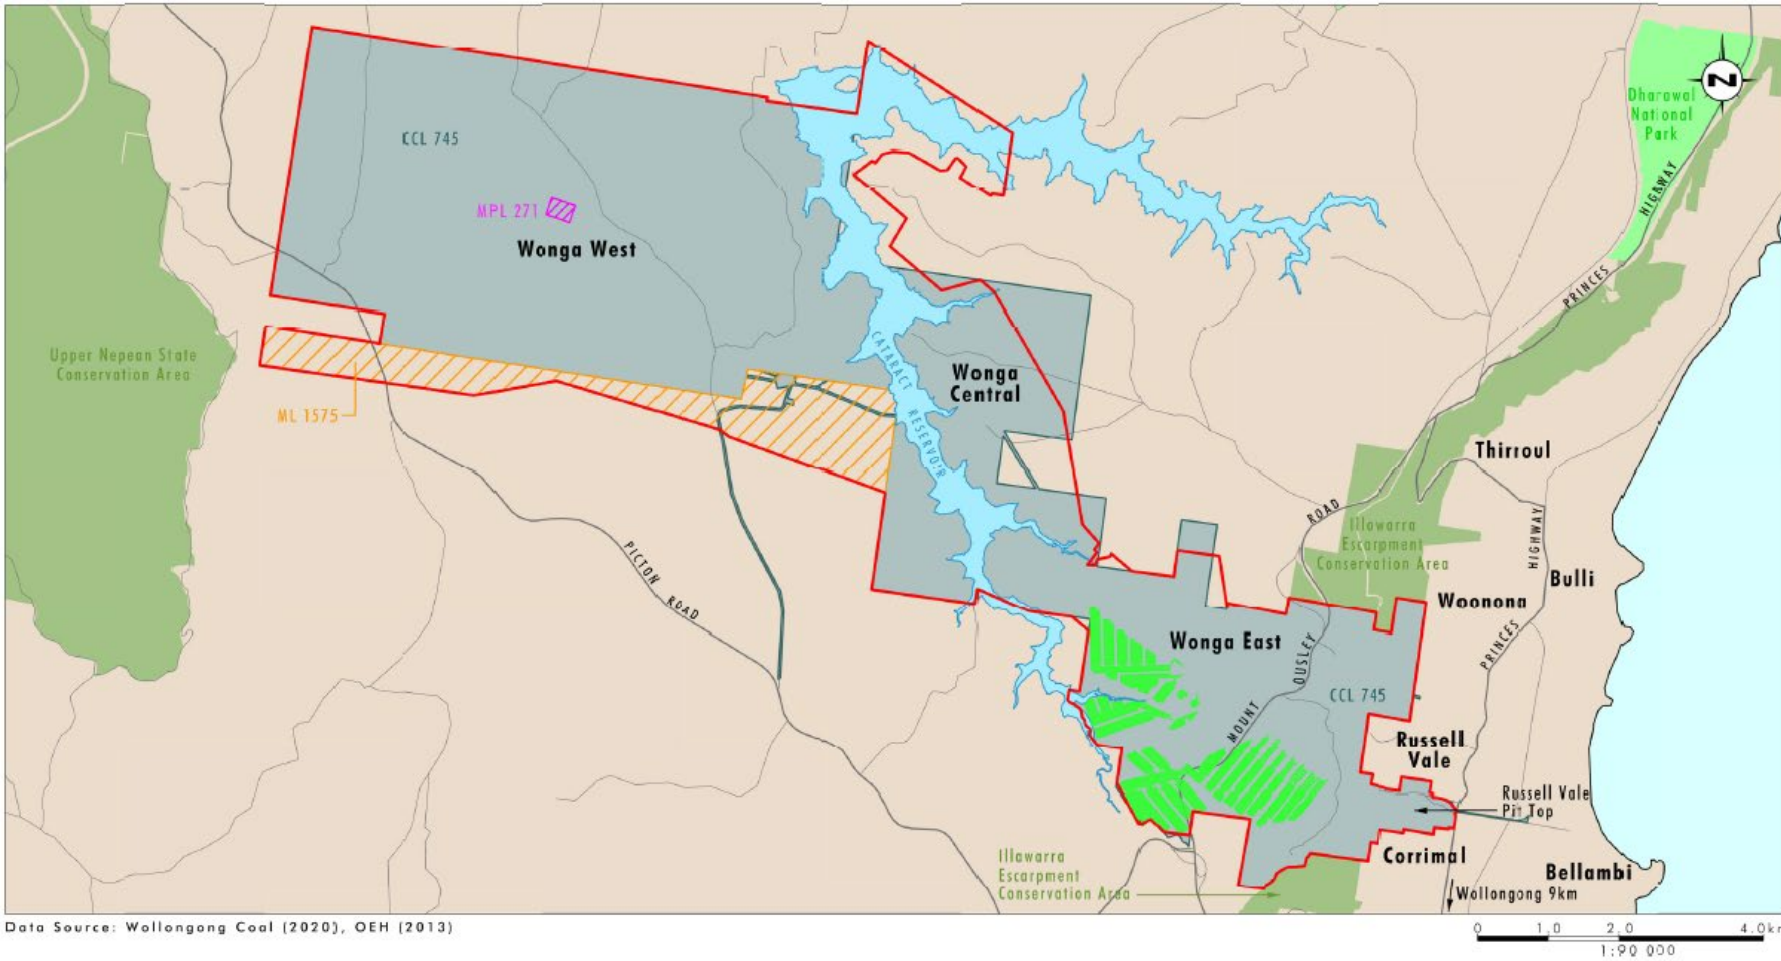 CCL 745
MPL 271
Wonga West
Upper Nepean State
Conservation Area
ML 1575
PICTON
ROAD
CATARACT
RESERVOIR
Wonga
Central
Dharawal
National
Park
N
HIGHWAY
PRINCES
Thirroul
ROAD
Illawarra
Escarpment
Conservation Area
HIGHWAY
Bulli
Woonona
PRINCES
Wonga East
OUSLEY
MOUNT
CCL 745
Russell
Vale
Russell Vale
Pit Top
Corrimal
Bellambi
Illawarra
Escarpment
Conservation Area
Wollongong 9km
Data Source: Wollongong Coal (2020), OEH (2013)
0 1.0 2.0 4.0km
1:90 000